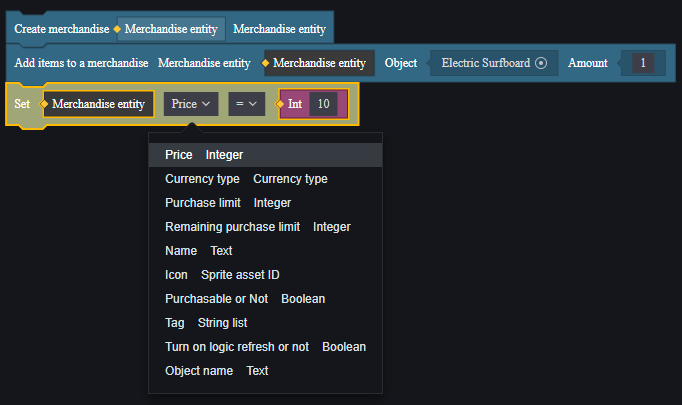 Create merchandise Merchandise entity Merchandise entity
Add items to a merchandise Merchandise entity Merchandise entity Object Electric Surfboard Amount 1
Set Merchandise entity Price = Int 10
Price Integer
Currency type Currency type
Purchase limit Integer
Remaining purchase limit Integer
Name Text
Icon Sprite asset ID
Purchasable or Not Boolean
Tag String list
Turn on logic refresh or not Boolean
Object name Text